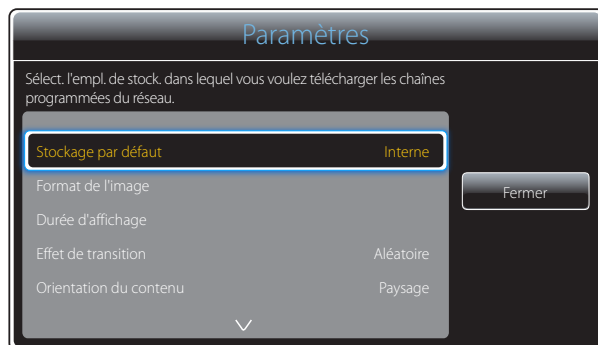 Paramètres
Sélect. l'empl. de stock. dans lequel vous voulez télécharger les chaînes
programmées du réseau.
Stockage par défaut Interne
Format de l'image
Fermer
Durée d'affichage
Effet de transition Aléatoire
Orientation du contenu Paysage